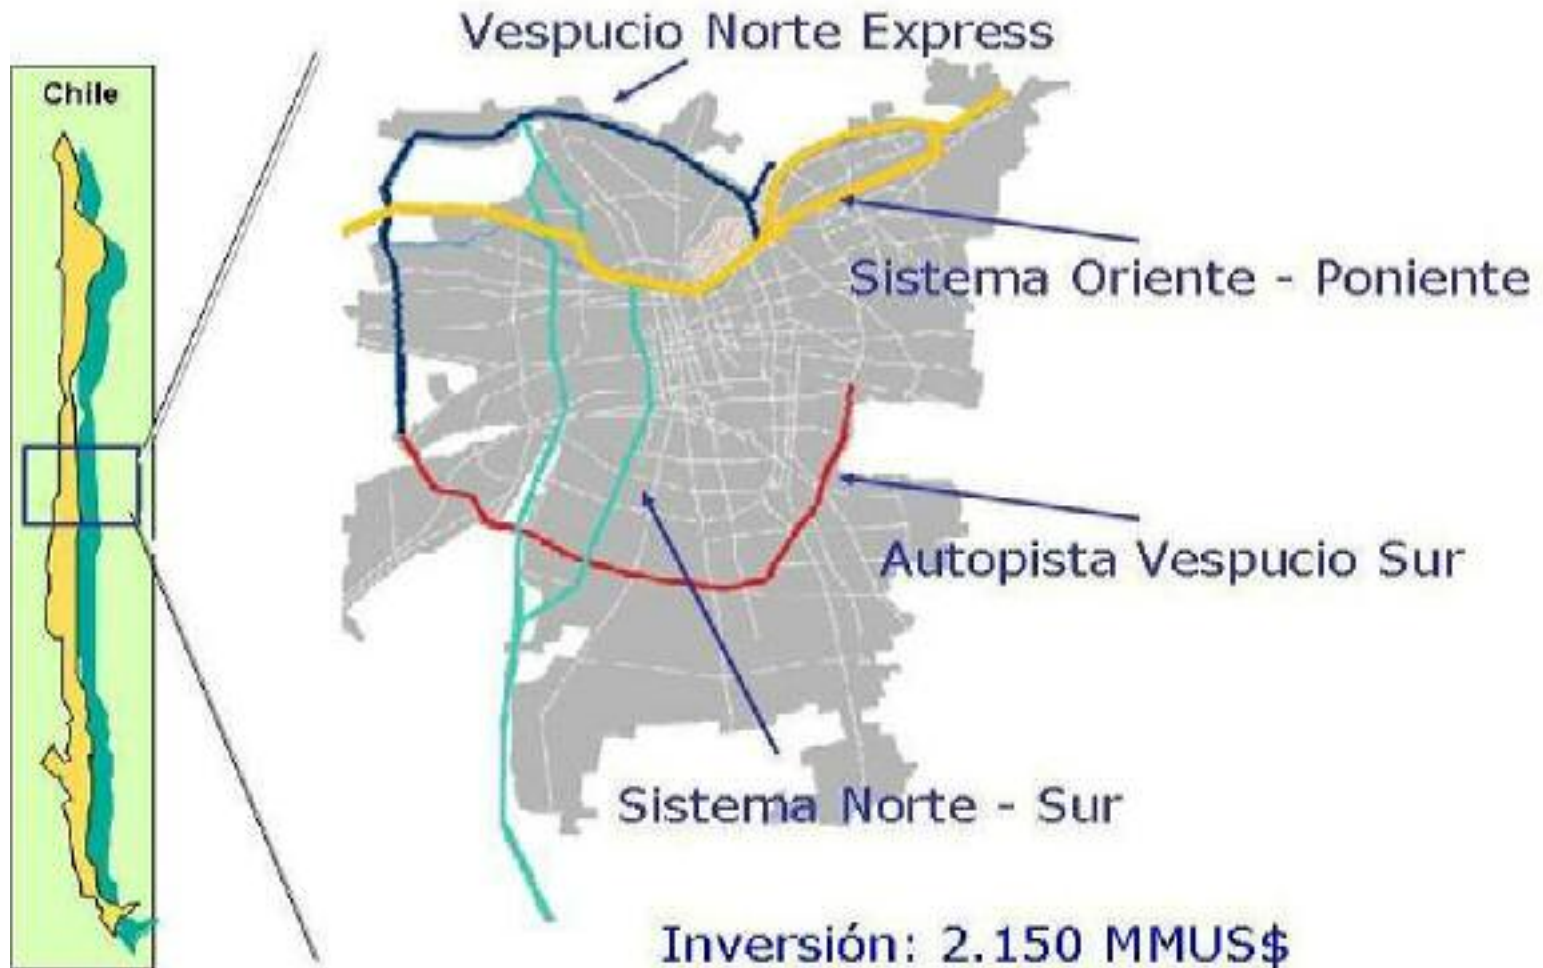 Vespucio Norte Express
Chile
Sistema Oriente - Poniente
Autopista Vespucio Sur
Sistema Norte - Sur
Inversión: 2.150 MMUS$